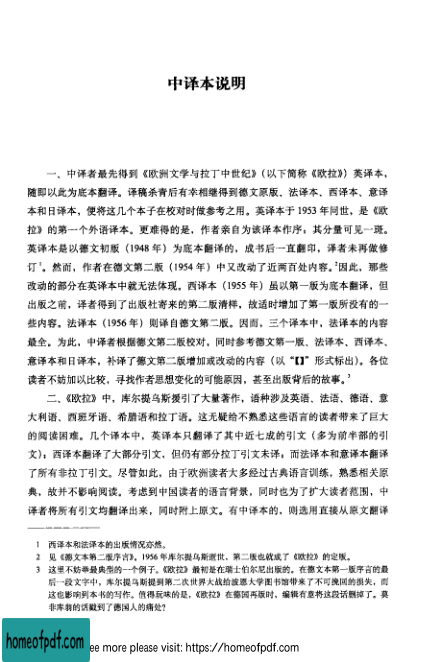 中译本说明
一、中译者最先得到《欧洲文学与拉丁中世纪》（以下简称《欧拉》）英译本，
随即以此为底本翻译。译稿杀青后有幸相继得到德文原版、法译本、西译本、意译
本和日译本，便将这几个本子在校对时做参考之用。英译本于 1953 年问世，是《欧
拉》的第一个外语译本。更难得的是，作者亲自为该译本作序，其分量可见一斑。
英译本是以德文初版（1948 年）为底本翻译的，成书后一直翻印，译者未再做修
订¹。然而，作者在德文第二版（1954 年）中又改动了近两百处内容。²因此，那些
改动的部分在英译本中就无法体现。西译本（1955 年）虽以第一版为底本翻译，但
出版之前，译者得到了出版社寄来的第二版清样，故适时增加了第一版所没有的一
些内容。法译本（1956 年）则译自德文第二版。因而，三个译本中，法译本的内容
最全。为此，中译者根据德文第二版校对，同时参考德文第一版、法译本、西译本、
意译本和日译本，补译了德文第二版增加或改动的内容（以“【】”形式标出）。各位
读者不妨加以比较，寻找作者思想变化的可能原因，甚至出版背后的故事。³
二、《欧拉》中，库尔提乌斯援引了大量著作，语种涉及英语、法语、德语、意
大利语、西班牙语、希腊语和拉丁语。这无疑给不熟悉这些语言的读者带来了巨大
的阅读困难。几个译本中，英译本只翻译了其中近七成的引文（多为前半部的引
文）；西译本翻译了大部分引文，但仍有部分拉丁引文未译；而法译本和意译本翻译
了所有非拉丁引文。尽管如此，由于欧洲读者大多经过古典语言训练，熟悉相关原
典，故并不影响阅读。考虑到中国读者的语言背景，同时也为了扩大读者范围，中
译者将所有引文均翻译出来，同时附上原文。有中译本的，则选用直接从原文翻译
1 西译本和法译本的出版情况亦然。
2 见《德文本第二版序言》。1956 年库尔提乌斯逝世，第二版也就成了《欧拉》的定版。
3 这里不妨举最典型的一个例子。《欧拉》最初是在瑞士伯尔尼出版的。在德文本第一版序言的最
后一段文字中，库尔提乌斯提到第二次世界大战给波恩大学图书馆带来了不可挽回的损失，而
这也影响到本书的写作。值得玩味的是，《欧拉》在德国再版时，编辑有意将这段话删掉了。莫
非库翁的话戳到了德国人的痛处？
homeofpdf.com
ee more please visit: https://homeofpdf.com